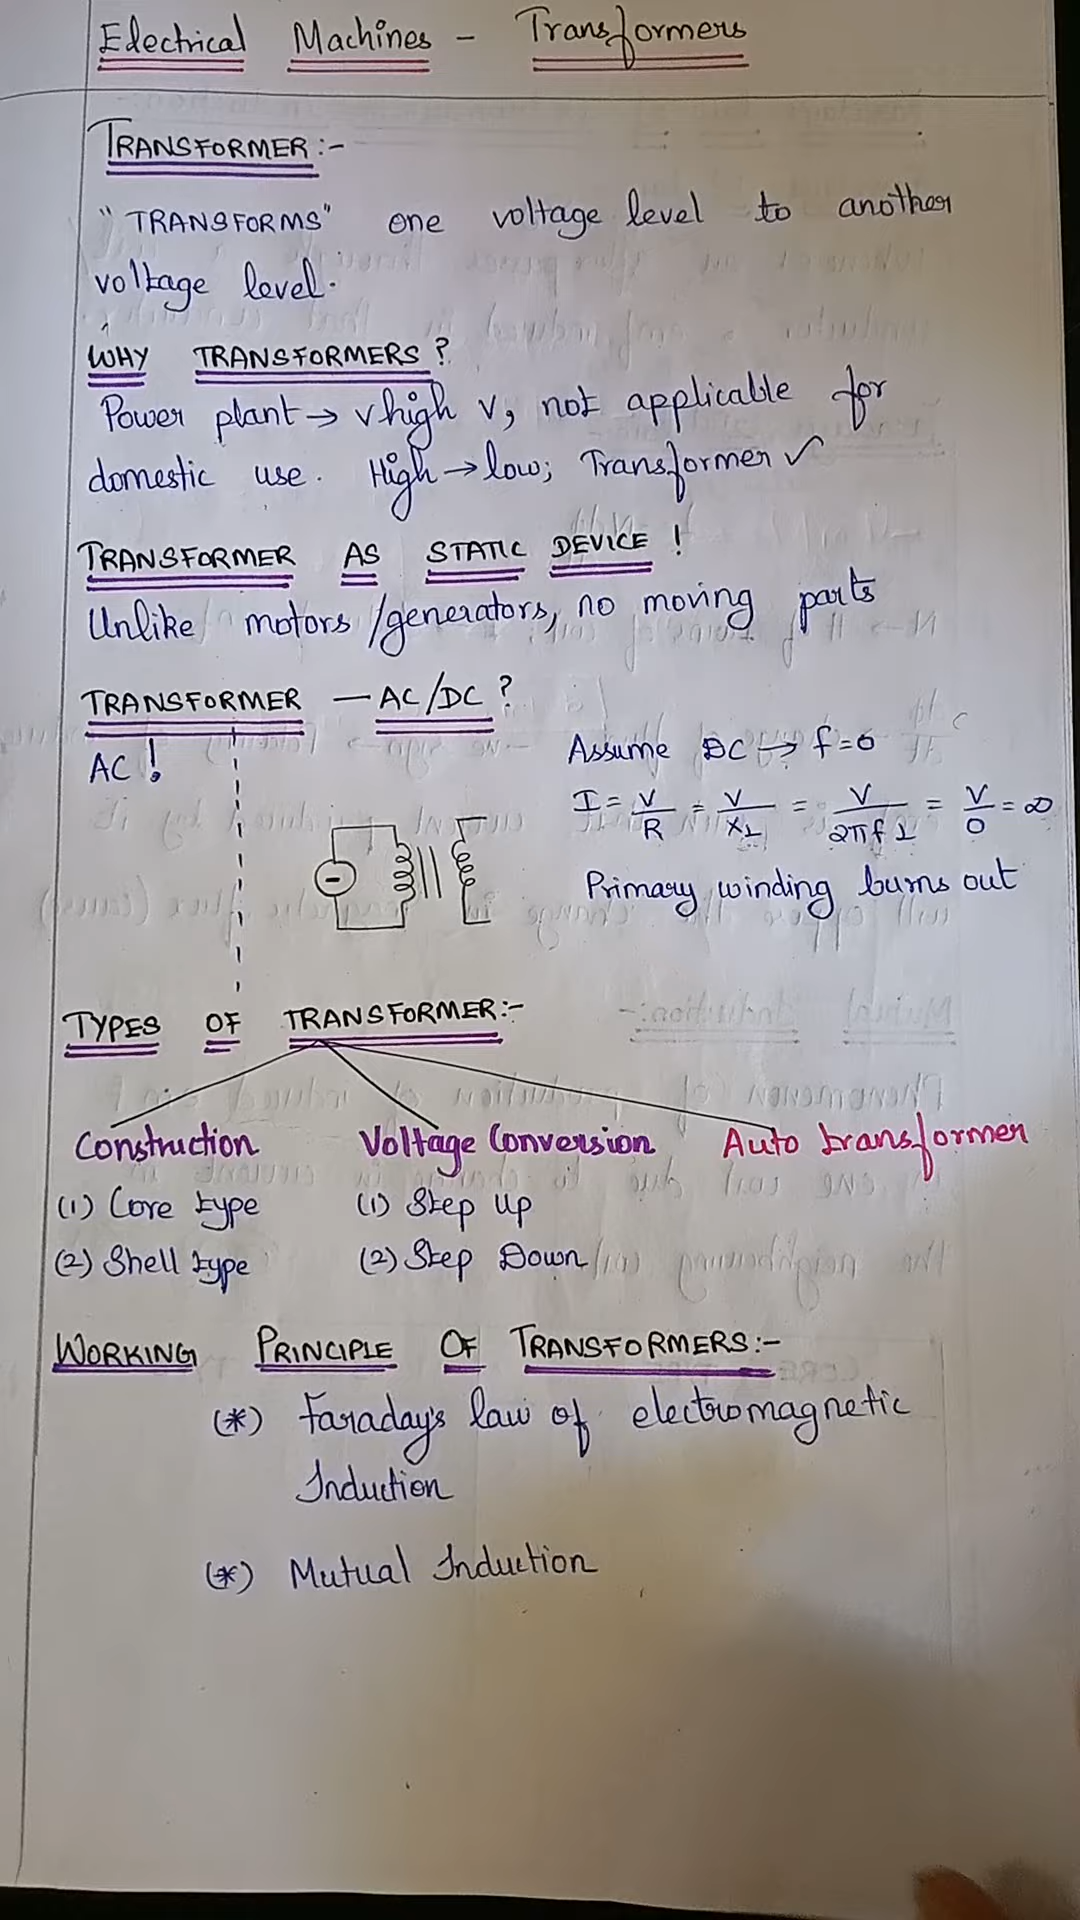 Electrical Machines - Transformers
TRANSFORMER :-
"TRANSFORMS" one voltage level to another
voltage level.
WHY TRANSFORMERS ?
Power plant → vhigh v, not applicable for
domestic use. High → low; Transformer ✓
TRANSFORMER AS STATIC DEVICE !
Unlike motors/generators, no moving parts
TRANSFORMER — AC/DC ?
AC !
Assume DC → f=0
I = V/R = V/XL = V/2πfL = V/0 = ∞
Primary winding burns out
TYPES OF TRANSFORMER:-
Construction Voltage Conversion Auto transformer
(1) Core type (1) Step Up
(2) Shell type (2) Step Down
WORKING PRINCIPLE OF TRANSFORMERS:-
(*) Faraday's law of electromagnetic
Induction
(*) Mutual Induction